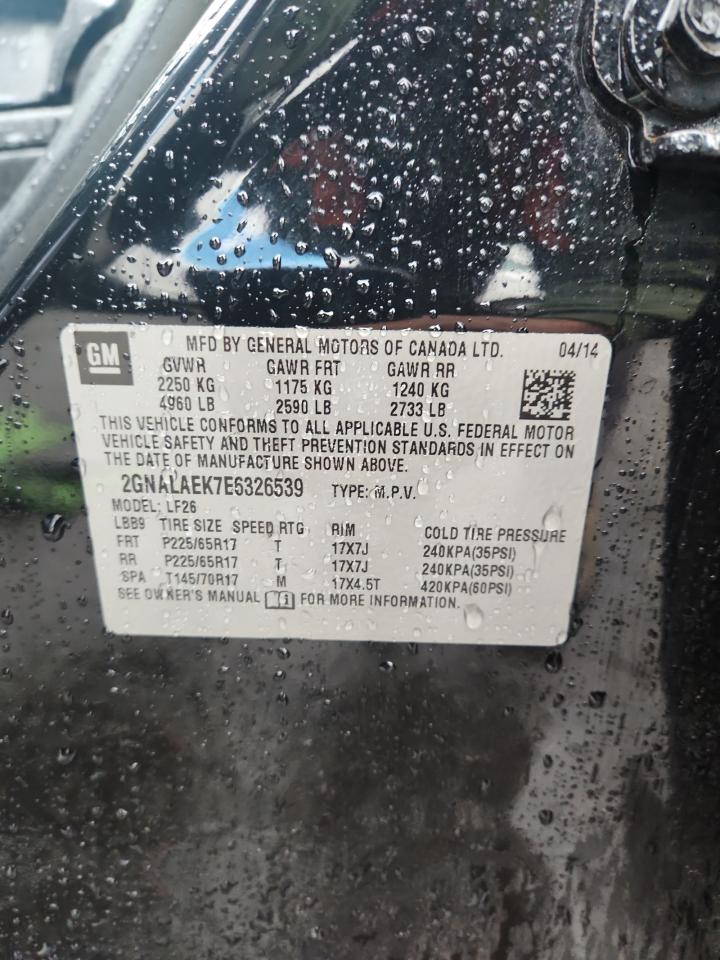 GM MFD BY GENERAL MOTORS OF CANADA LTD. 04/14
GVWR GAWR FRT GAWR RR
2250 KG 1175 KG 1240 KG
4960 LB 2590 LB 2733 LB
THIS VEHICLE CONFORMS TO ALL APPLICABLE U.S. FEDERAL MOTOR
VEHICLE SAFETY AND THEFT PREVENTION STANDARDS IN EFFECT ON
THE DATE OF MANUFACTURE SHOWN ABOVE.
2GNALAEK7E6326539 TYPE: M.P.V.
MODEL: LF26
LBB9 TIRE SIZE SPEED RTG RIM COLD TIRE PRESSURE
FRT P225/65R17 T 17X7J 240KPA(35PSI)
RR P225/65R17 T 17X7J 240KPA(35PSI)
SPA T145/70R17 M 17X4.5T 420KPA(60PSI)
SEE OWNER'S MANUAL FOR MORE INFORMATION.